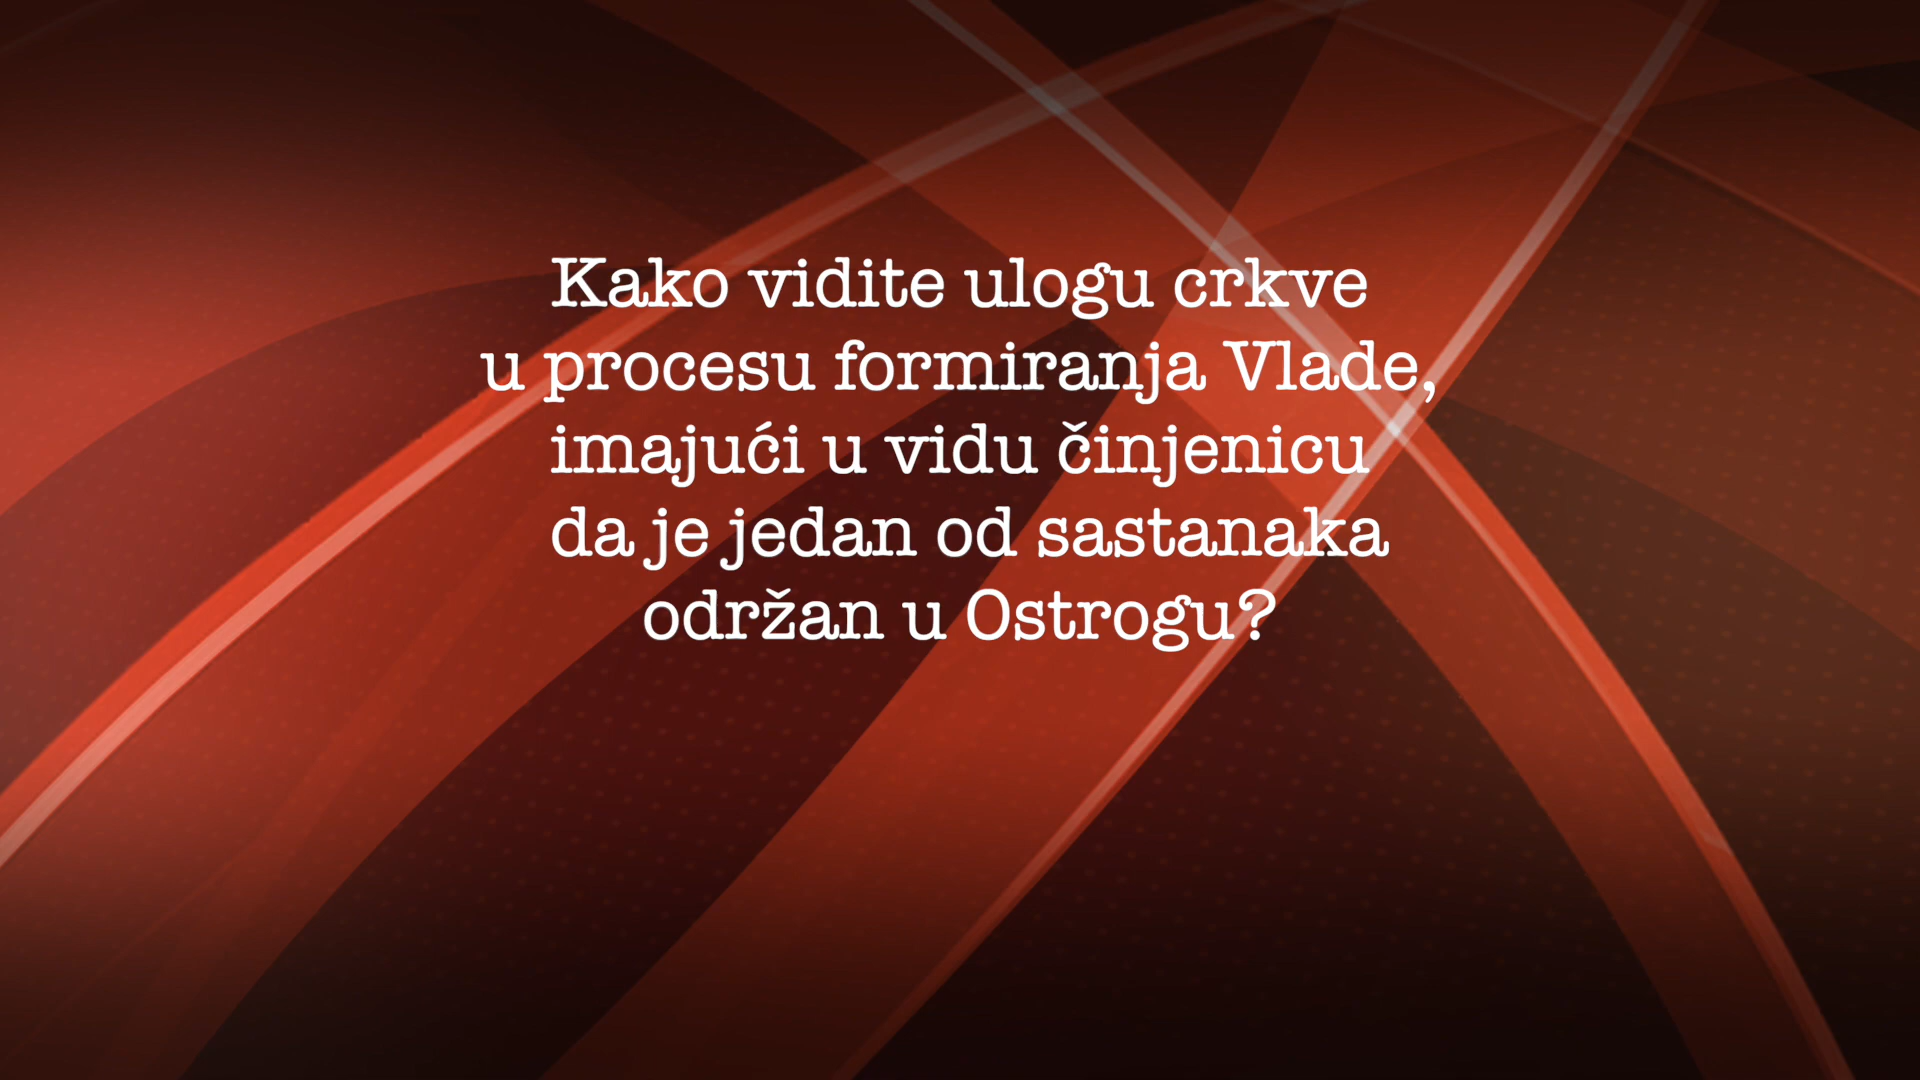 Kako vidite ulogu crkve
u procesu formiranja Vlade,
imajući u vidu činjenicu
da je jedan od sastanaka
održan u Ostrogu?